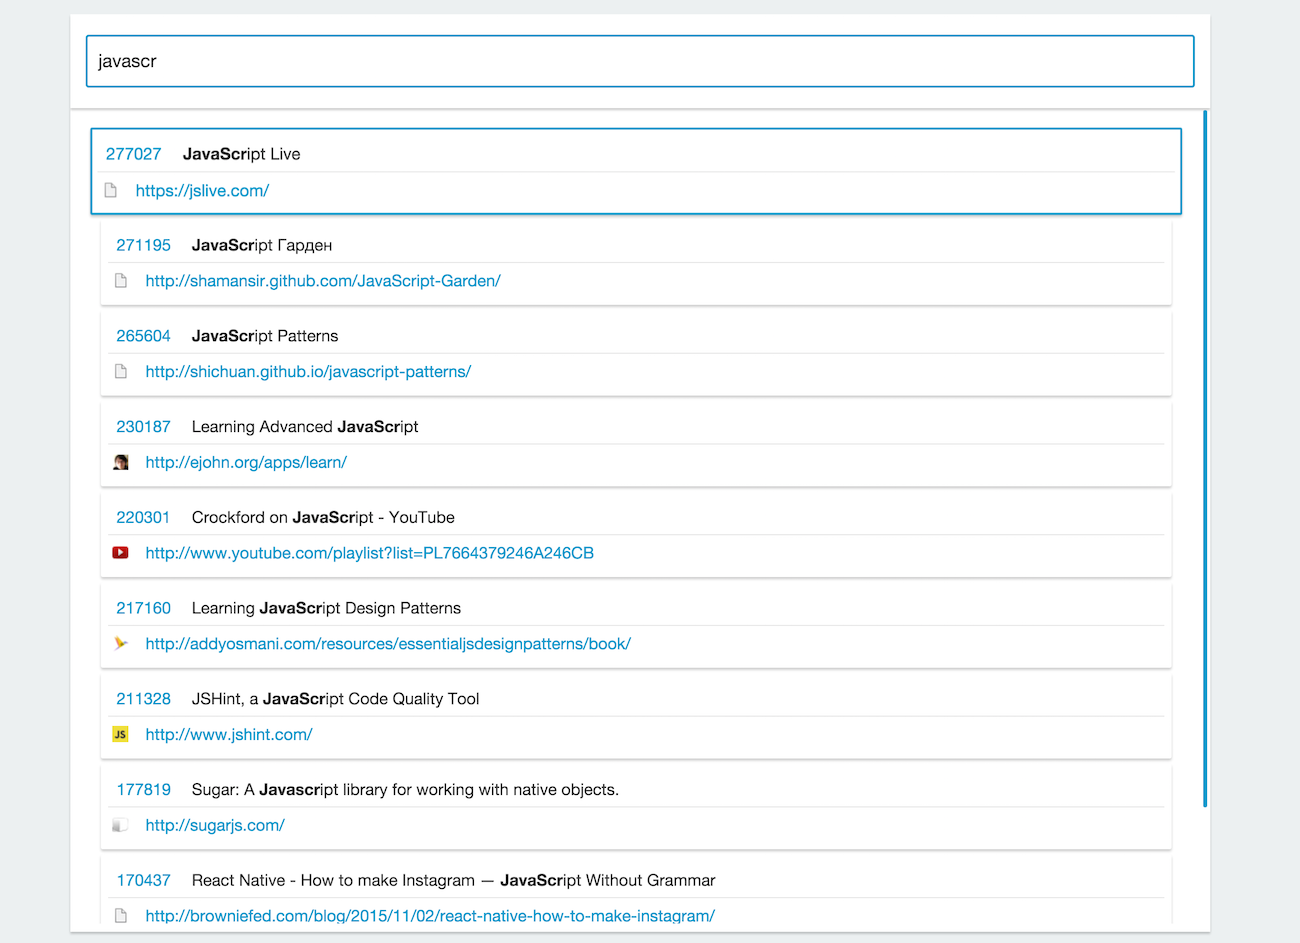 javascr
277027 JavaScript Live
https://jslive.com/
271195 JavaScript Гарден
http://shamansir.github.com/JavaScript-Garden/
265604 JavaScript Patterns
http://shichuan.github.io/javascript-patterns/
230187 Learning Advanced JavaScript
http://ejohn.org/apps/learn/
220301 Crockford on JavaScript - YouTube
http://www.youtube.com/playlist?list=PL7664379246A246CB
217160 Learning JavaScript Design Patterns
http://addyosmani.com/resources/essentialjsdesignpatterns/book/
211328 JSHint, a JavaScript Code Quality Tool
JS http://www.jshint.com/
177819 Sugar: A Javascript library for working with native objects.
http://sugarjs.com/
170437 React Native - How to make Instagram — JavaScript Without Grammar
http://browniefed.com/blog/2015/11/02/react-native-how-to-make-instagram/